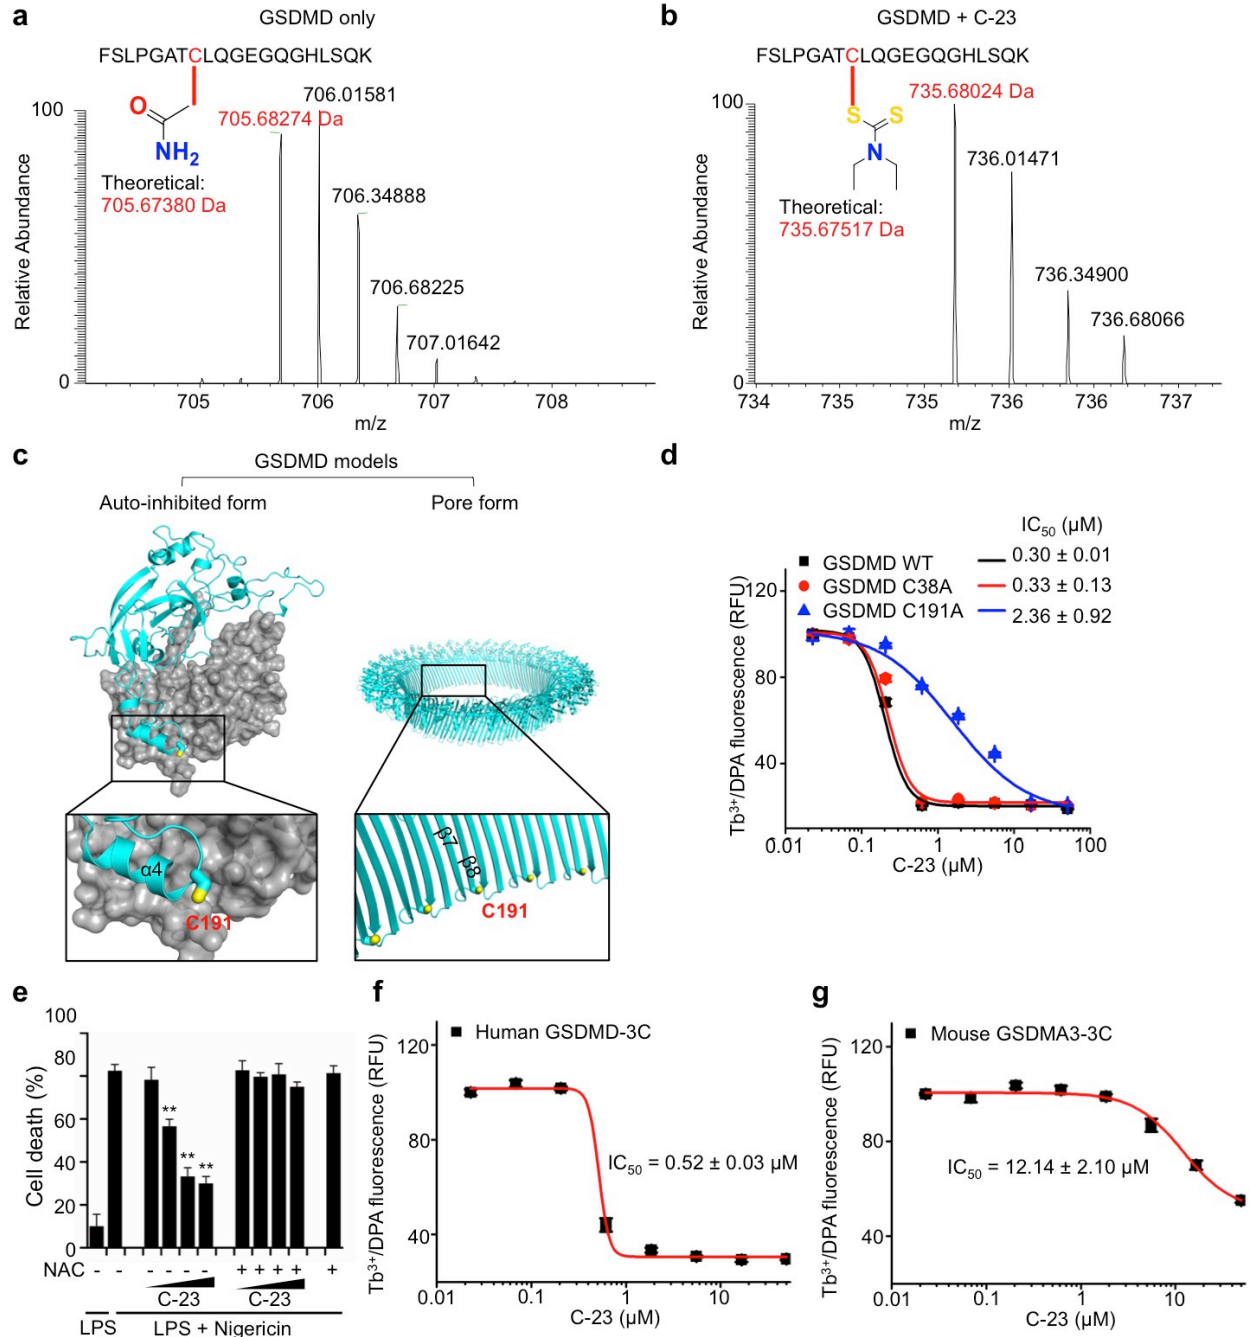 a
GSDMD only
FSLPGATCLQGEGQGHLSQK
O
NH2
Theoretical:
705.67380 Da
705.68274 Da
706.01581
706.34888
706.68225
707.01642
Relative Abundance
100
0
705
706
707
708
m/z
b
GSDMD + C-23
FSLPGATCLQGEGQGHLSQK
S
S
N
Theoretical:
735.67517 Da
735.68024 Da
736.01471
736.34900
736.68066
Relative Abundance
100
0
734
735
735
736
736
737
m/z
c
GSDMD models
Auto-inhibited form
Pore form
α4
C191
β7
β8
C191
d
IC50 (µM)
GSDMD WT
0.30 ± 0.01
GSDMD C38A
0.33 ± 0.13
GSDMD C191A
2.36 ± 0.92
Tb3+/DPA fluorescence (RFU)
120
80
40
0.01
0.1
1
10
100
C-23 (µM)
e
Cell death (%)
100
80
60
40
20
0
**
**
**
NAC - - - - - - + + + + +
C-23
C-23
LPS
LPS + Nigericin
f
Human GSDMD-3C
IC50 = 0.52 ± 0.03 µM
Tb3+/DPA fluorescence (RFU)
120
80
40
0.01
0.1
1
10
C-23 (µM)
g
Mouse GSDMA3-3C
IC50 = 12.14 ± 2.10 µM
Tb3+/DPA fluorescence (RFU)
120
80
40
0.01
0.1
1
10
C-23 (µM)